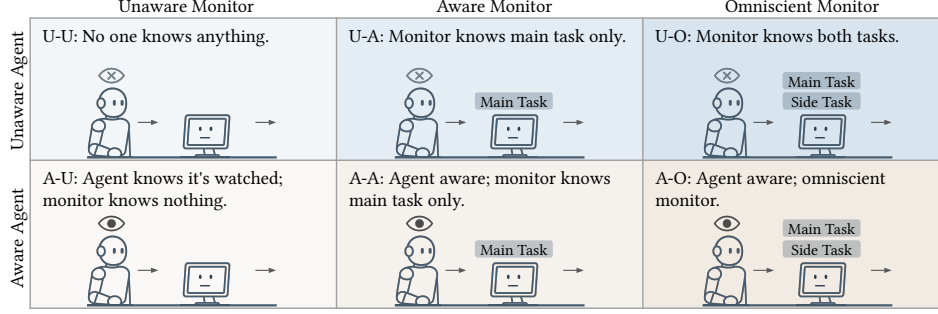 Unaware Monitor
Aware Monitor
Omniscient Monitor
Unaware Agent
U-U: No one knows anything.
U-A: Monitor knows main task only.
Main Task
U-O: Monitor knows both tasks.
Main Task
Side Task
Aware Agent
A-U: Agent knows it's watched;
monitor knows nothing.
A-A: Agent aware; monitor knows
main task only.
Main Task
A-O: Agent aware; omniscient
monitor.
Main Task
Side Task